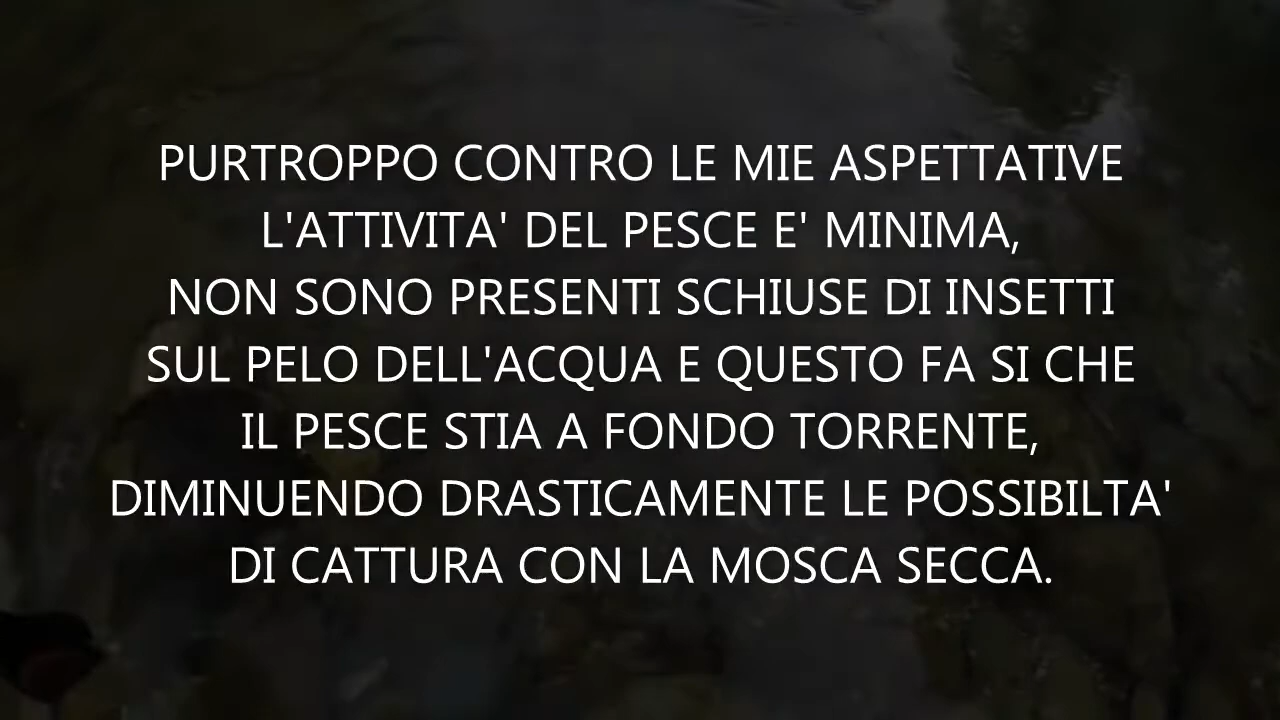 PURTROPPO CONTRO LE MIE ASPETTATIVE
L'ATTIVITA' DEL PESCE E' MINIMA,
NON SONO PRESENTI SCHIUSE DI INSETTI
SUL PELO DELL'ACQUA E QUESTO FA SI CHE
IL PESCE STIA A FONDO TORRENTE,
DIMINUENDO DRASTICAMENTE LE POSSIBILTA'
DI CATTURA CON LA MOSCA SECCA.